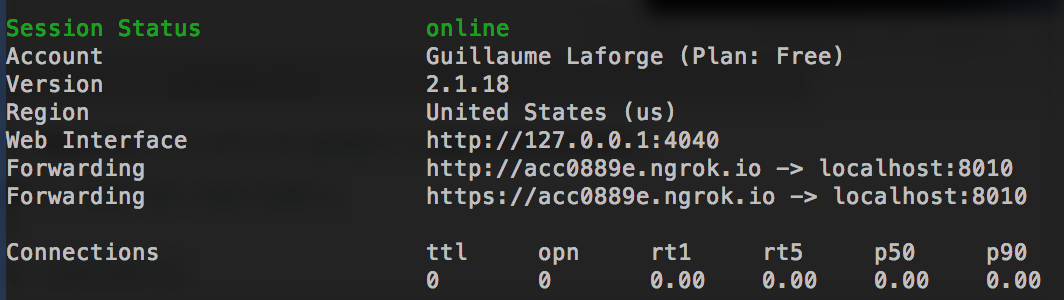 Session Status online
Account Guillaume Laforge (Plan: Free)
Version 2.1.18
Region United States (us)
Web Interface http://127.0.0.1:4040
Forwarding http://acc0889e.ngrok.io -> localhost:8010
Forwarding https://acc0889e.ngrok.io -> localhost:8010
Connections ttl opn rt1 rt5 p50 p90
0 0 0.00 0.00 0.00 0.00